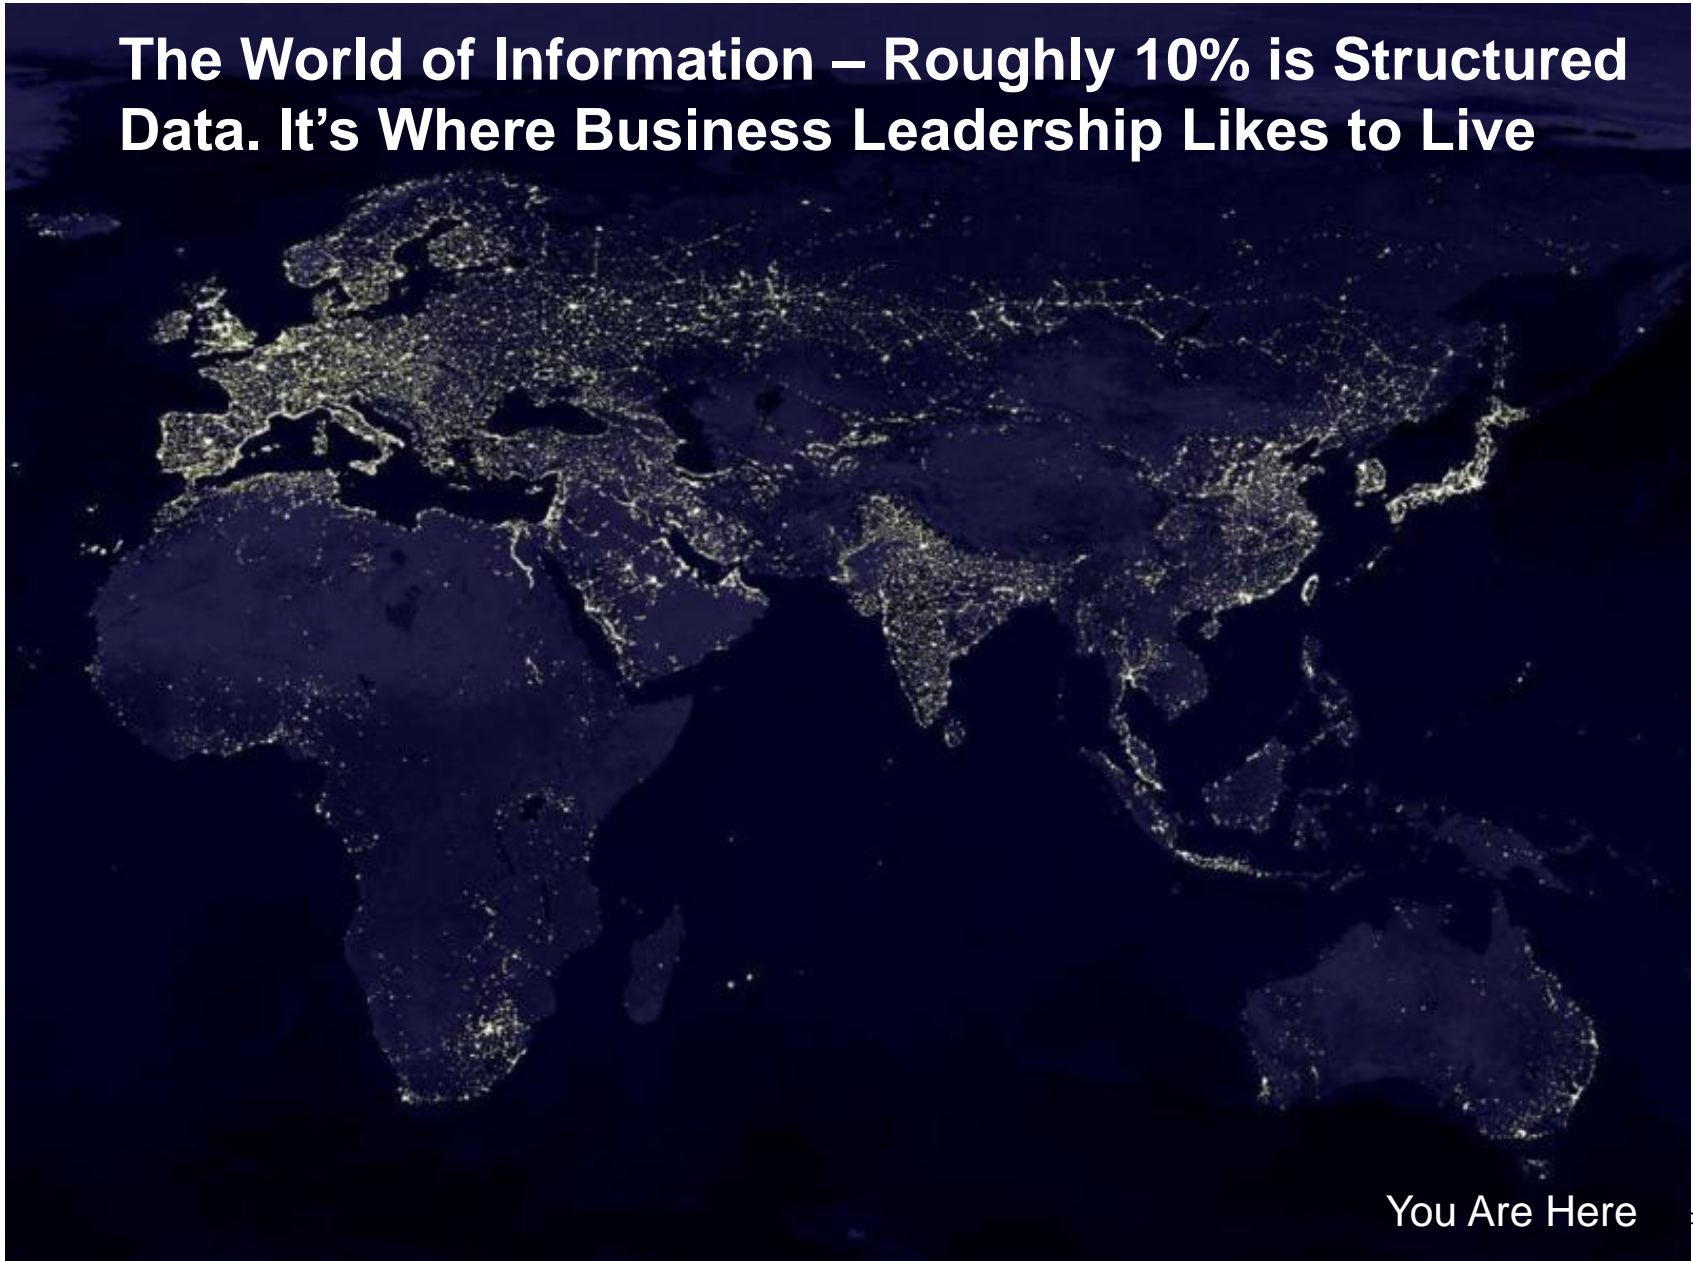 The World of Information – Roughly 10% is Structured
Data. It’s Where Business Leadership Likes to Live
You Are Here